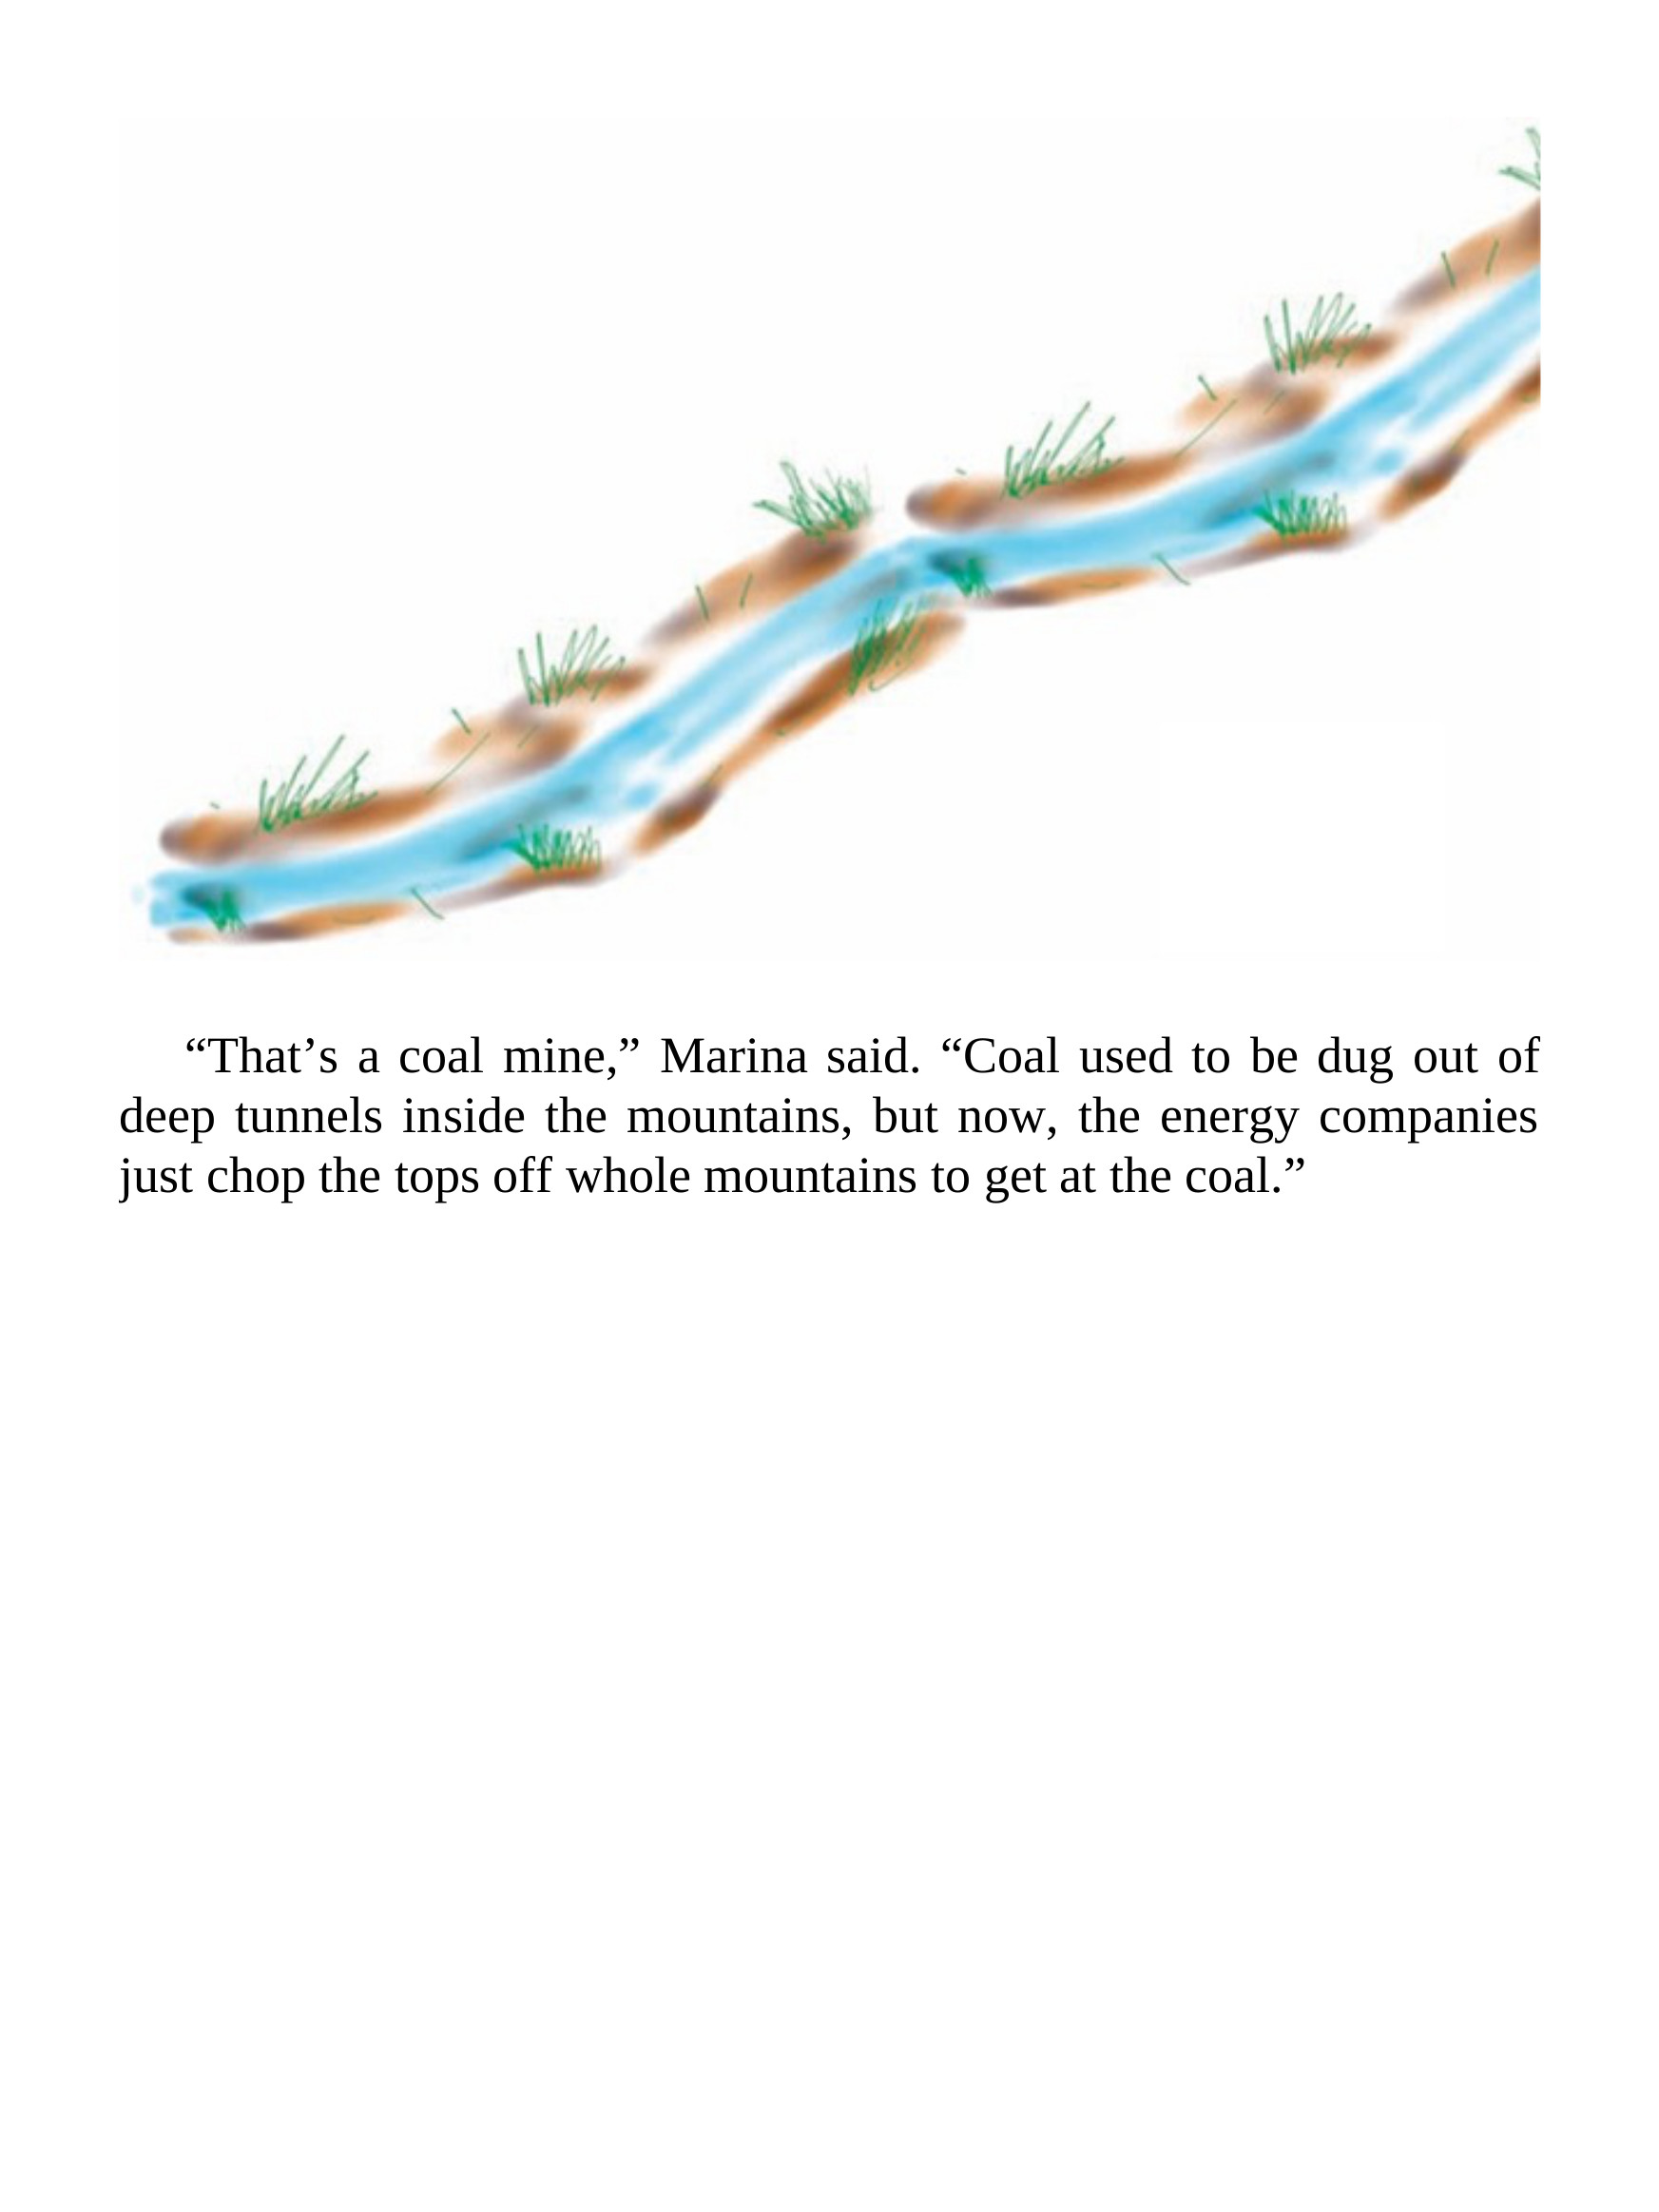 “That’s a coal mine,” Marina said. “Coal used to be dug out of
deep tunnels inside the mountains, but now, the energy companies
just chop the tops off whole mountains to get at the coal.”